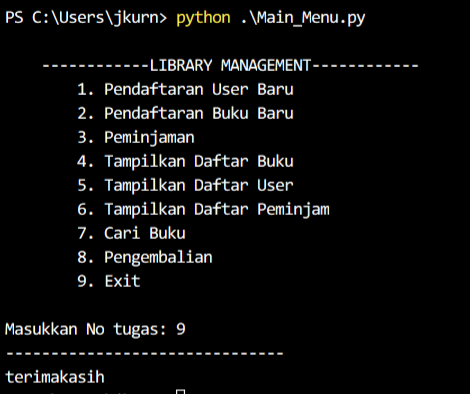 PS C:\Users\jkurn> python .\Main_Menu.py
------------LIBRARY MANAGEMENT------------
1. Pendaftaran User Baru
2. Pendaftaran Buku Baru
3. Peminjaman
4. Tampilkan Daftar Buku
5. Tampilkan Daftar User
6. Tampilkan Daftar Peminjam
7. Cari Buku
8. Pengembalian
9. Exit
Masukkan No tugas: 9
-------------------------------
terimakasih